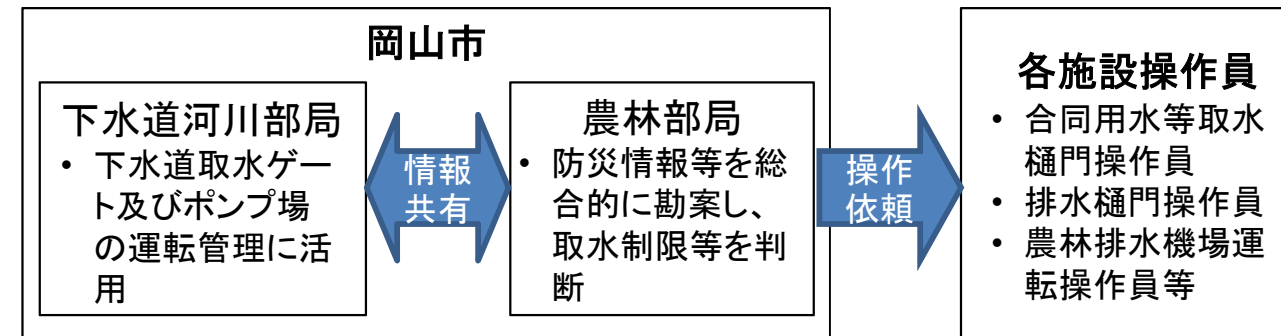 岡山市
下水道河川部局
• 下水道取水ゲー
ト及びポンプ場
の運転管理に活
用
情報
共有
農林部局
• 防災情報等を総
合的に勘案し、
取水制限等を判
断
操作
依頼
各施設操作員
• 合同用水等取水
樋門操作員
• 排水樋門操作員
• 農林排水機場運
転操作員等